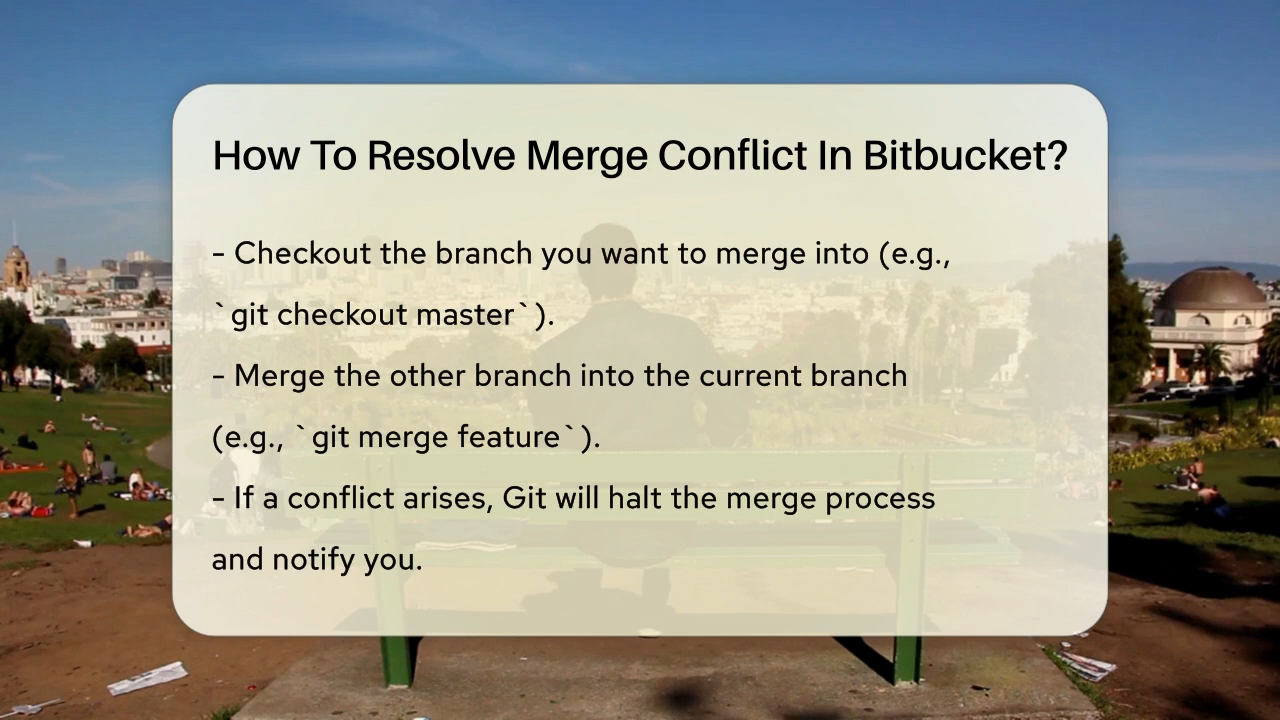 How To Resolve Merge Conflict In Bitbucket?
- Checkout the branch you want to merge into (e.g.,
`git checkout master`).
- Merge the other branch into the current branch
(e.g., `git merge feature`).
- If a conflict arises, Git will halt the merge process
and notify you.